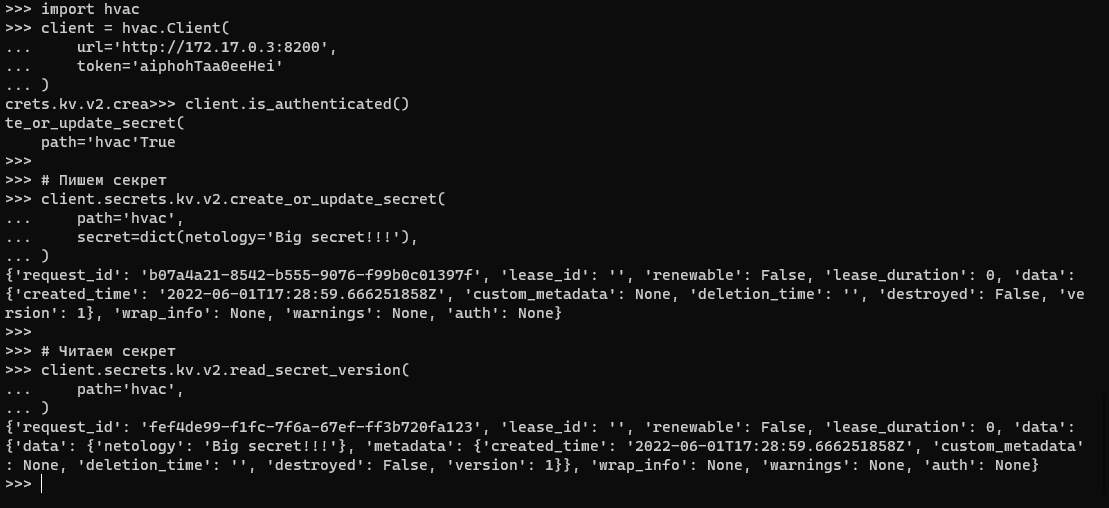 >>> import hvac
>>> client = hvac.Client(
...     url='http://172.17.0.3:8200',
...     token='aiphohTaa0eeHei'
... )
crets.kv.v2.crea>>> client.is_authenticated()
te_or_update_secret(
    path='hvac'True
>>>
>>> # Пишем секрет
>>> client.secrets.kv.v2.create_or_update_secret(
...     path='hvac',
...     secret=dict(netology='Big secret!!!'),
... )
{'request_id': 'b07a4a21-8542-b555-9076-f99b0c01397f', 'lease_id': '', 'renewable': False, 'lease_duration': 0, 'data':
{'created_time': '2022-06-01T17:28:59.666251858Z', 'custom_metadata': None, 'deletion_time': '', 'destroyed': False, 've
rsion': 1}, 'wrap_info': None, 'warnings': None, 'auth': None}
>>>
>>> # Читаем секрет
>>> client.secrets.kv.v2.read_secret_version(
...     path='hvac',
... )
{'request_id': 'fef4de99-f1fc-7f6a-67ef-ff3b720fa123', 'lease_id': '', 'renewable': False, 'lease_duration': 0, 'data':
{'data': {'netology': 'Big secret!!!'}, 'metadata': {'created_time': '2022-06-01T17:28:59.666251858Z', 'custom_metadata'
: None, 'deletion_time': '', 'destroyed': False, 'version': 1}}, 'wrap_info': None, 'warnings': None, 'auth': None}
>>>